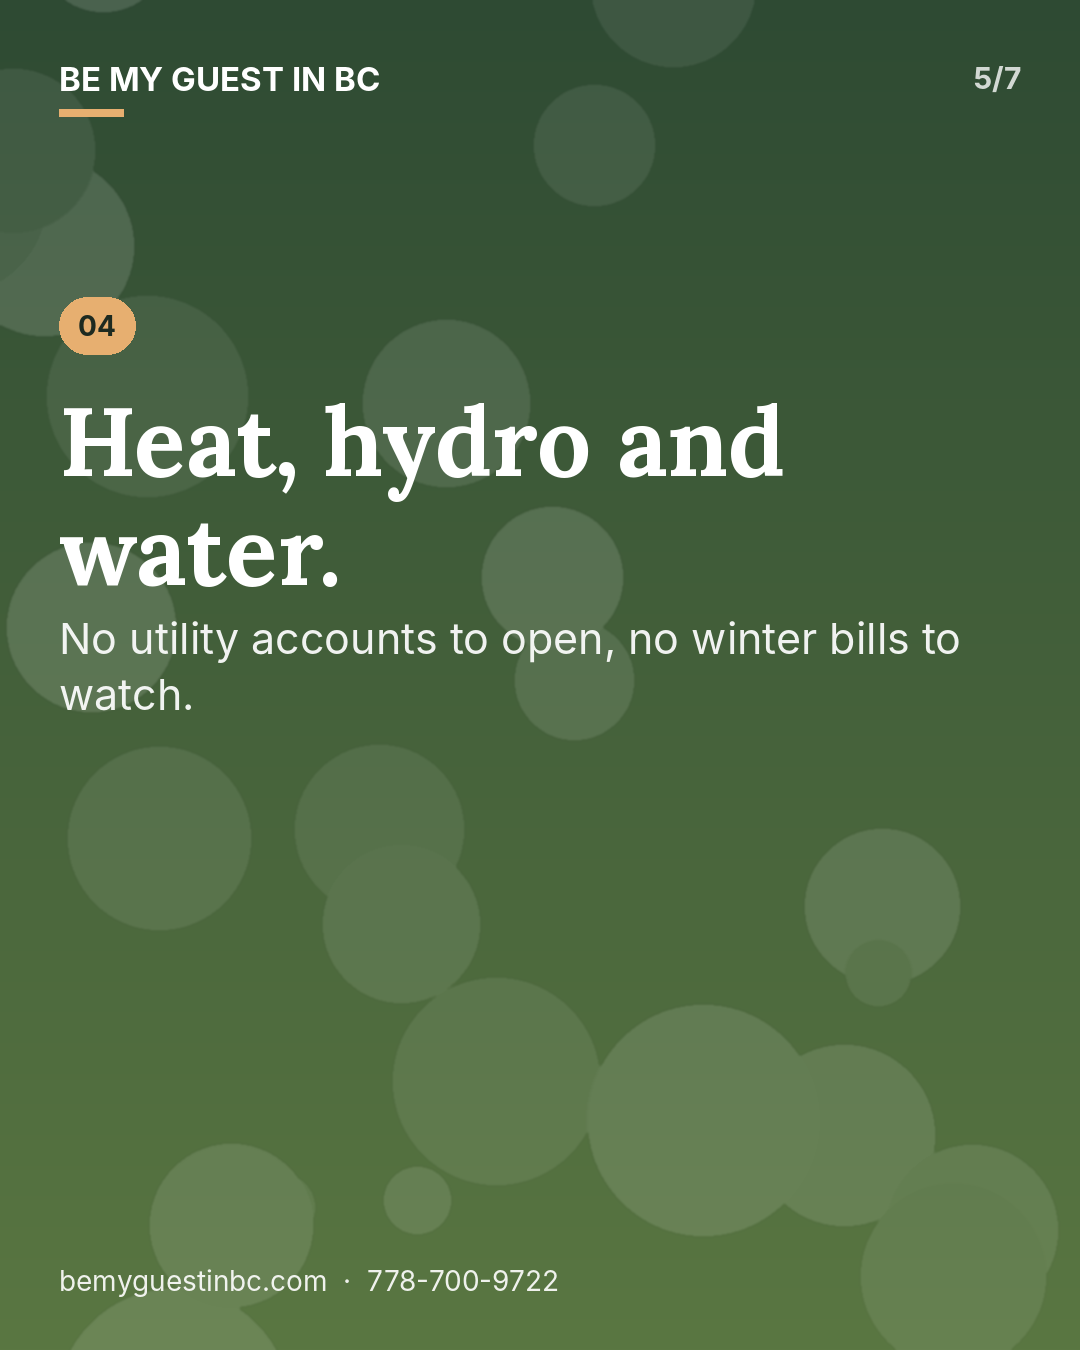 BE MY GUEST IN BC
5/7
04
Heat, hydro and
water.
No utility accounts to open, no winter bills to
watch.
bemyguestinbc.com · 778-700-9722